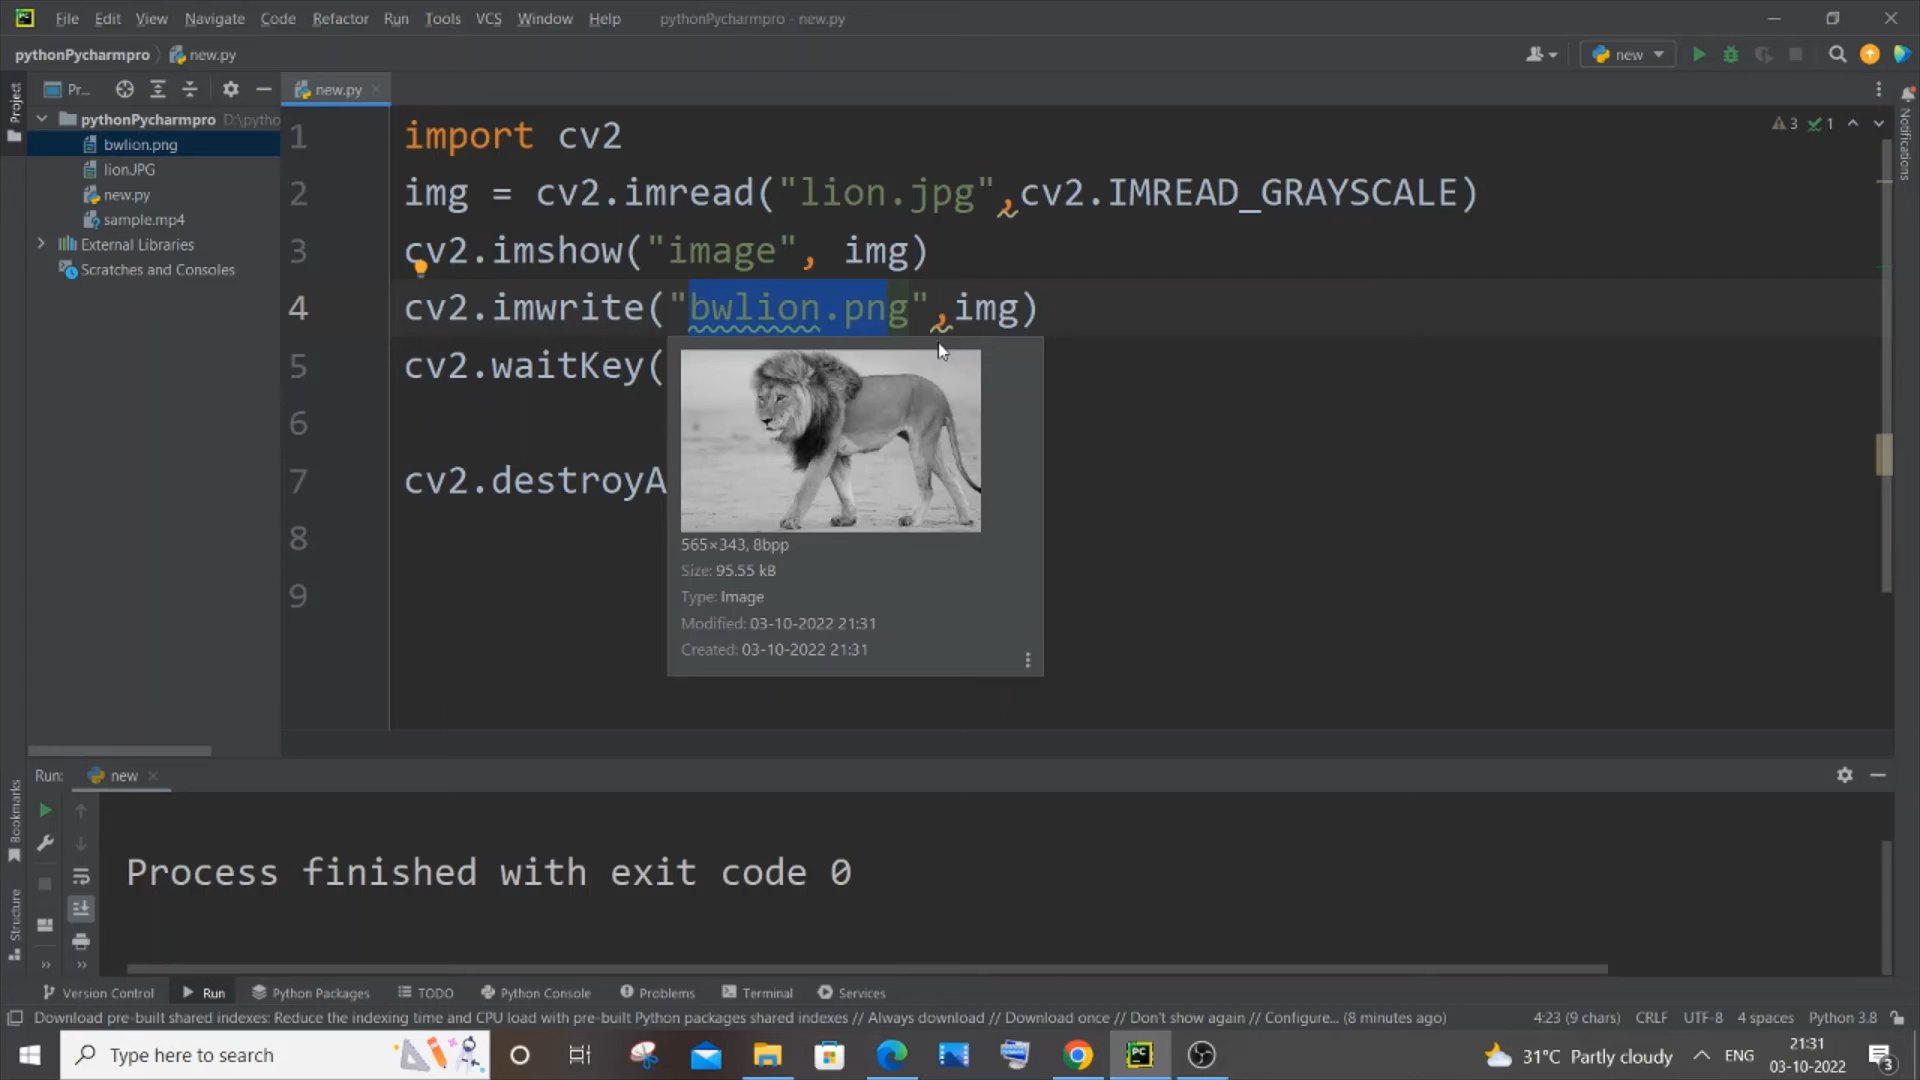 File Edit View Navigate Code Refactor Run Tools VCS Window Help pythonPycharmpro - new.py
pythonPycharmpro new.py
new
Pr...
new.py
Project
Notifications
pythonPycharmpro D:\pytho
bwlion.png
lion.JPG
new.py
sample.mp4
External Libraries
Scratches and Consoles
3 1
1 import cv2
2 img = cv2.imread("lion.jpg",cv2.IMREAD_GRAYSCALE)
3 cv2.imshow("image", img)
4 cv2.imwrite("bwlion.png",img)
5 cv2.waitKey(
6
7 cv2.destroyA
8
9
565×343, 8bpp
Size: 95.55 kB
Type: Image
Modified: 03-10-2022 21:31
Created: 03-10-2022 21:31
Run: new
Bookmarks
Structure
Process finished with exit code 0
Version Control Run Python Packages TODO Python Console Problems Terminal Services
Download pre-built shared indexes: Reduce the indexing time and CPU load with pre-built Python packages shared indexes // Always download // Download once // Don't show again // Configure... (8 minutes ago) 4:23 (9 chars) CRLF UTF-8 4 spaces Python 3.8
Type here to search
31°C Partly cloudy ENG
21:31
03-10-2022
3